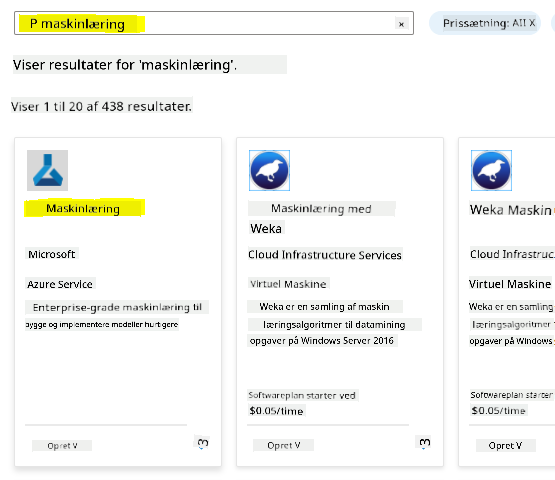 P maskinlæring
×
Prissætning: AII X
Viser resultater for 'maskinlæring'.
Viser 1 til 20 af 438 resultater.
Maskinlæring
Microsoft
Azure Service
Enterprise-grade maskinlæring til
bygge og implementere modeller hurtigere
Opret V
3
Maskinlæring med
Weka
Cloud Infrastructure Services
Virtuel Maskine
Weka er en samling af maskin
læringsalgoritmer til datamining
opgaver på Windows Server 2016
Softwareplan starter ved
$0.05/time
Opret V
3
Weka Maskin
Cloud Infrastruc
Virtuel Maskine
Weka er en samling
læringsalgoritmer
opgaver på Windows
Softwareplan starter
$0.05/time
Opret V